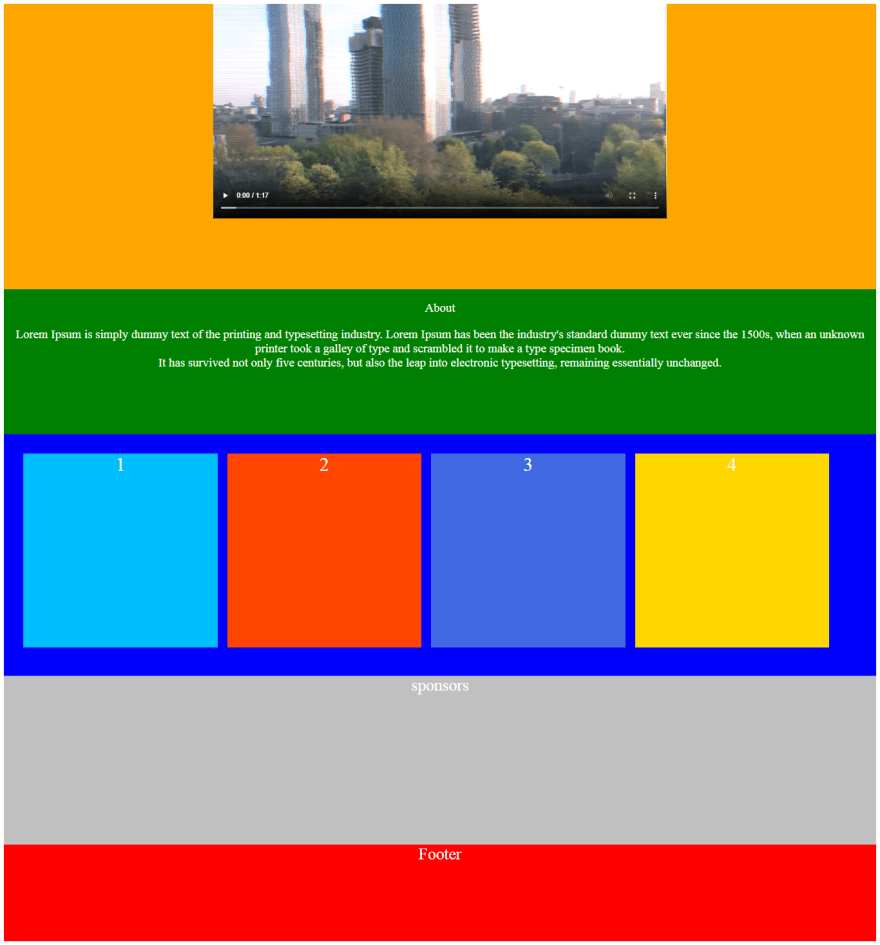 0:00 / 1:17
About
Lorem Ipsum is simply dummy text of the printing and typesetting industry. Lorem Ipsum has been the industry's standard dummy text ever since the 1500s, when an unknown
printer took a galley of type and scrambled it to make a type specimen book.
It has survived not only five centuries, but also the leap into electronic typesetting, remaining essentially unchanged.
1 2 3 4
sponsors
Footer